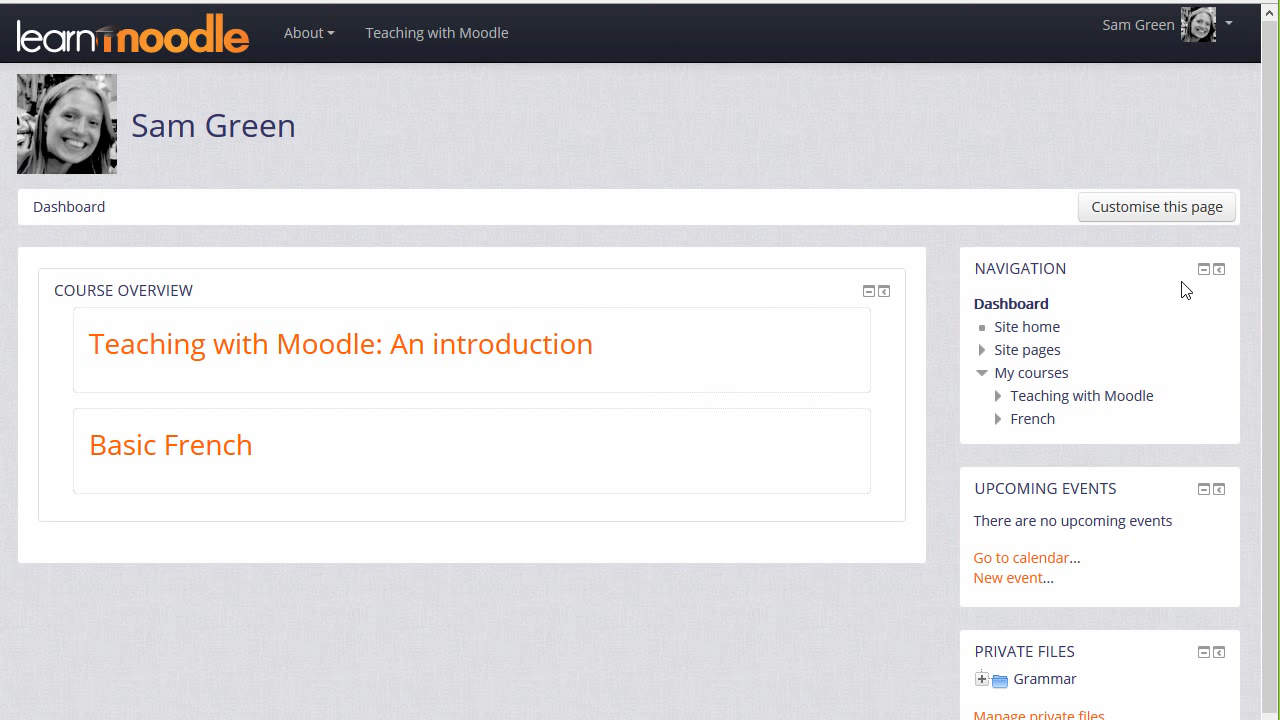 learn moodle
About
Teaching with Moodle
Sam Green
Sam Green
Dashboard
Customise this page
COURSE OVERVIEW
Teaching with Moodle: An introduction
Basic French
NAVIGATION
Dashboard
Site home
Site pages
My courses
Teaching with Moodle
French
UPCOMING EVENTS
There are no upcoming events
Go to calendar...
New event...
PRIVATE FILES
Grammar
Manage private files